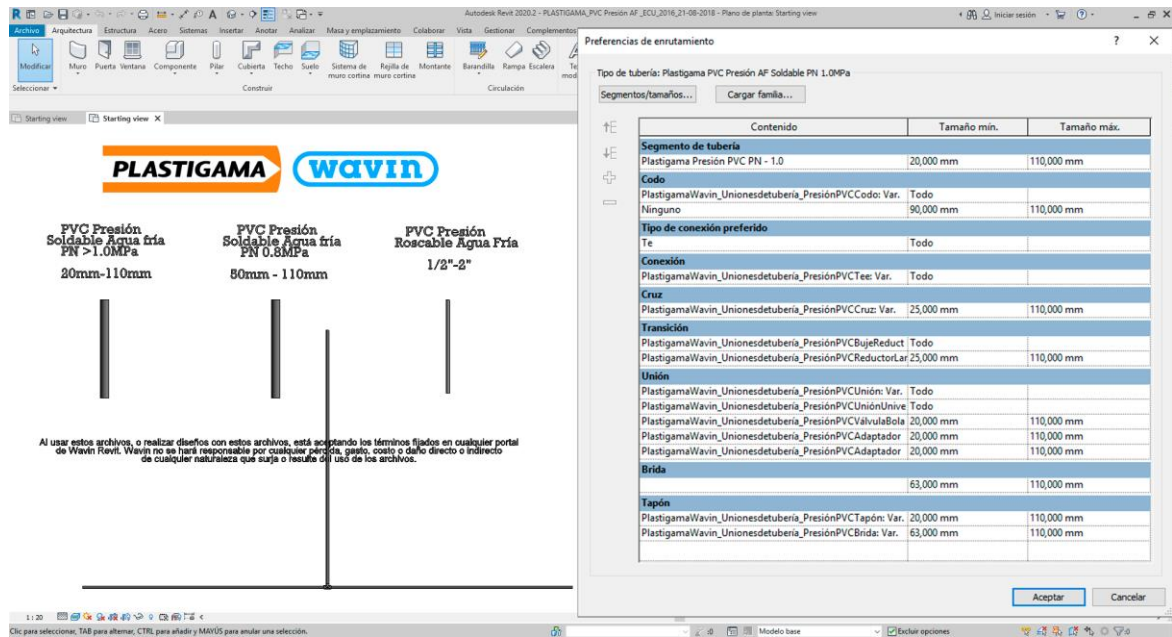 Autodesk Revit 2020.2 - PLASTIGAMA_PVC Presión AF_ECU_2016_21-08-2018 - Plano de planta: Starting view
Iniciar sesión
Archivo Arquitectura Estructura Acero Sistemas Insertar Anotar Analizar Masa y emplazamiento Colaborar Vista Gestionar Complementos
Modificar Muro Puerta Ventana Componente Pilar Cubierta Techo Suelo Sistema de muro cortina Rejilla de muro cortina Montante Barandilla Rampa Escalera
Seleccionar Construir Circulación
Starting view Starting view
PLASTIGAMA wavin
PVC Presión
Soldable Agua fría
PN >1.0MPa
20mm-110mm
PVC Presión
Soldable Agua fría
PN 0.8MPa
50mm - 110mm
PVC Presión
Roscable Agua Fría
1/2"-2"
Al usar estos archivos, o realizar diseños con estos archivos, está aceptando los términos fijados en cualquier portal
de Wavin Revit. Wavin no se hará responsable por cualquier pérdida, gasto, costo o daño directo o indirecto
de cualquier naturaleza que surja o resulte del uso de los archivos.
Preferencias de enrutamiento
Tipo de tubería: Plastigama PVC Presión AF Soldable PN 1.0MPa
Segmentos/tamaños... Cargar familia...
Contenido Tamaño mín. Tamaño máx.
Segmento de tubería
Plastigama Presión PVC PN - 1.0 20,000 mm 110,000 mm
Codo
PlastigamaWavin_Unionesdetubería_PresiónPVCCodo: Var. Todo
Ninguno 90,000 mm 110,000 mm
Tipo de conexión preferido
Te Todo
Conexión
PlastigamaWavin_Unionesdetubería_PresiónPVCTee: Var. Todo
Cruz
PlastigamaWavin_Unionesdetubería_PresiónPVCCruz: Var. 25,000 mm 110,000 mm
Transición
PlastigamaWavin_Unionesdetubería_PresiónPVCBujeReduct Todo
PlastigamaWavin_Unionesdetubería_PresiónPVCReductorLar 25,000 mm 110,000 mm
Unión
PlastigamaWavin_Unionesdetubería_PresiónPVCUnión: Var. Todo
PlastigamaWavin_Unionesdetubería_PresiónPVCUniónUnive Todo
PlastigamaWavin_Unionesdetubería_PresiónPVCVálvulaBola 20,000 mm 110,000 mm
PlastigamaWavin_Unionesdetubería_PresiónPVCAdaptador 20,000 mm 110,000 mm
PlastigamaWavin_Unionesdetubería_PresiónPVCAdaptador 20,000 mm 110,000 mm
Brida
63,000 mm 110,000 mm
Tapón
PlastigamaWavin_Unionesdetubería_PresiónPVCTapón: Var. 20,000 mm 110,000 mm
PlastigamaWavin_Unionesdetubería_PresiónPVCBrida: Var. 63,000 mm 110,000 mm
Aceptar Cancelar
1 : 20
Clic para seleccionar, TAB para alternar, CTRL para añadir y MAYÚS para anular una selección.
:0 Modelo base Excluir opciones :0